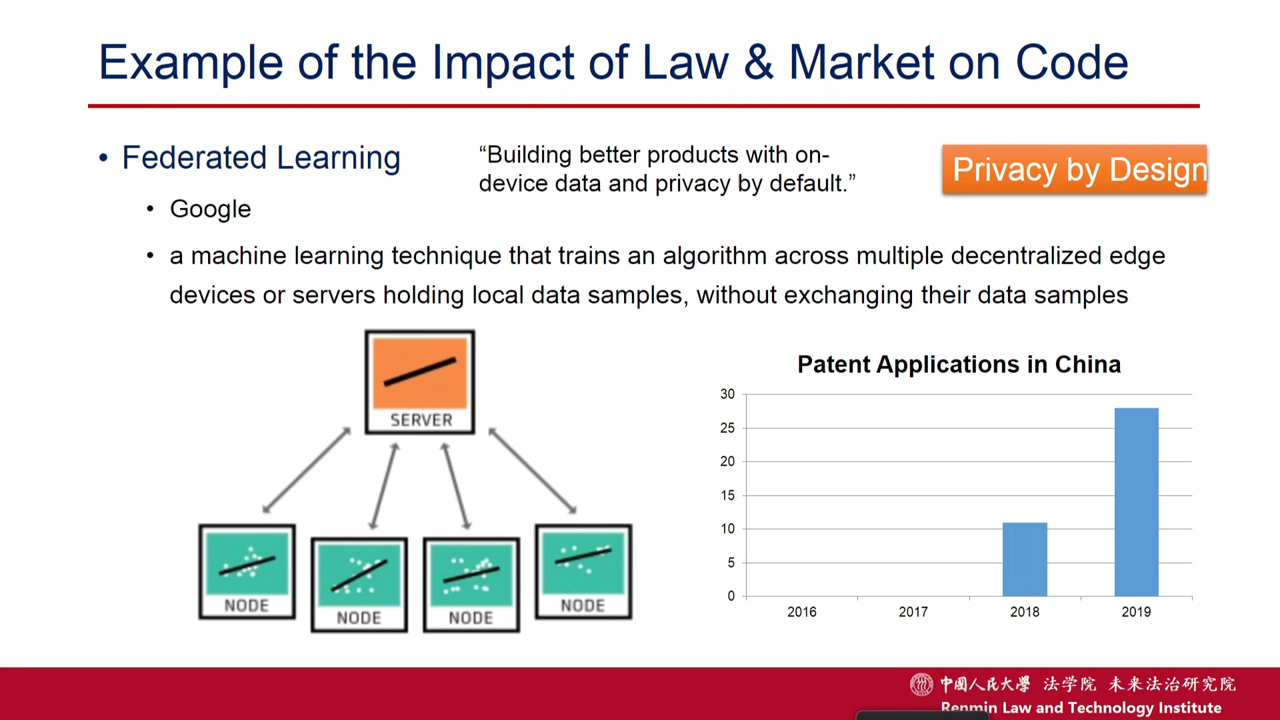 Example of the Impact of Law & Market on Code
• Federated Learning
“Building better products with on-
device data and privacy by default.”
Privacy by Design
• Google
• a machine learning technique that trains an algorithm across multiple decentralized edge
devices or servers holding local data samples, without exchanging their data samples
SERVER
NODE
NODE
NODE
NODE
Patent Applications in China
30
25
20
15
10
5
0
2016 2017 2018 2019
中國人民大學 法学院 未来法治研究院
Renmin Law and Technology Institute